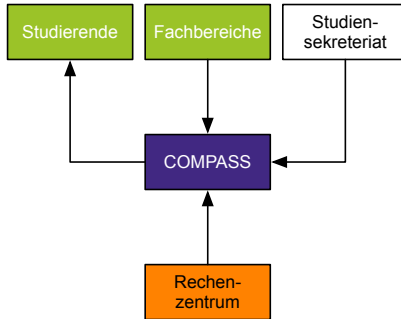 Studierende
Fachbereiche
Studien-
sekreteriat
COMPASS
Rechen-
zentrum